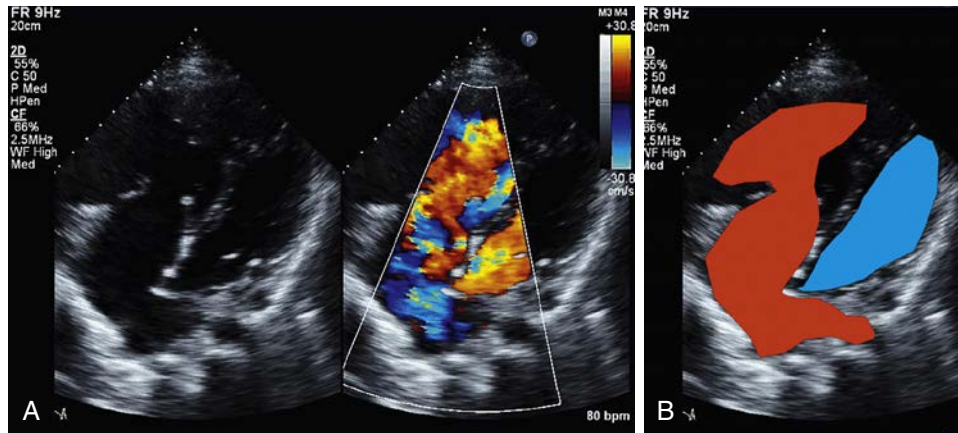 FR 9Hz
20cm
2D
55%
C 50
P Med
HPen
CF
66%
2.5MHz
WF High
Med
M3 M4
+30.8
P
-30.8
cm/s
80 bpm
A
FR 9Hz
20cm
2D
55%
C 50
P Med
HPen
CF
66%
2.5MHz
WF High
Med
B